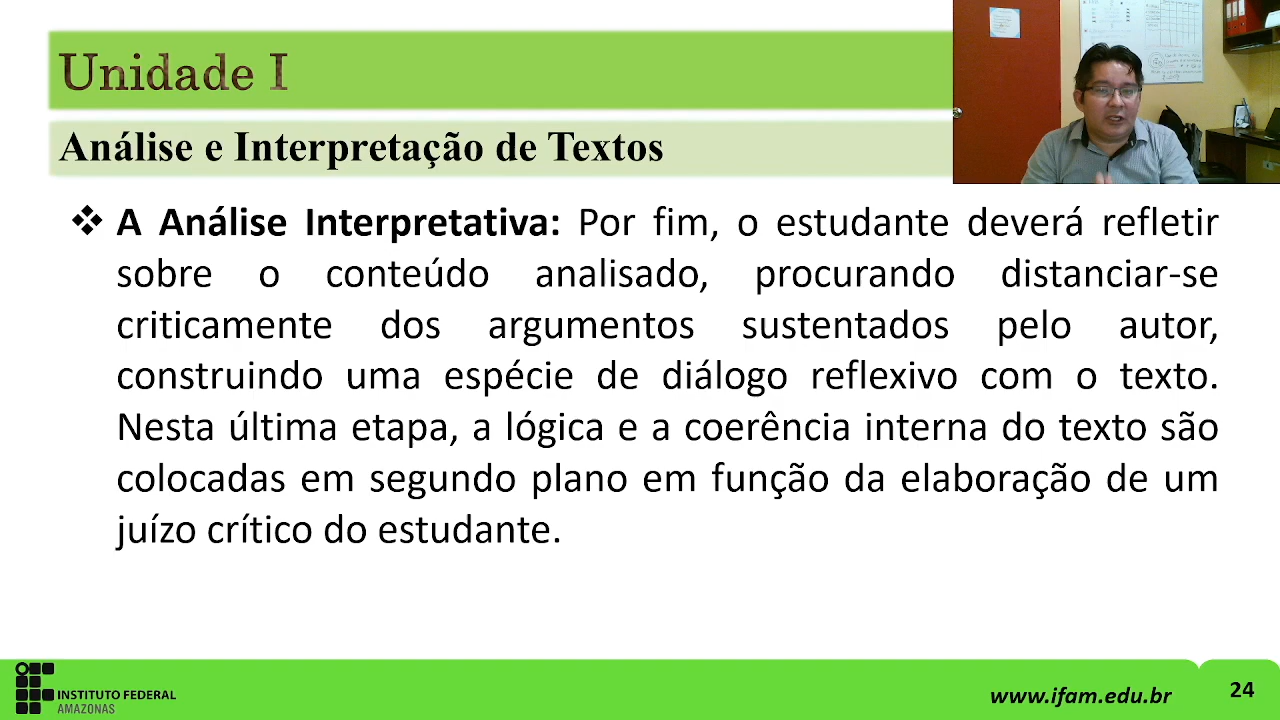 Unidade I
Análise e Interpretação de Textos
A Análise Interpretativa: Por fim, o estudante deverá refletir
sobre o conteúdo analisado, procurando distanciar-se
criticamente dos argumentos sustentados pelo autor,
construindo uma espécie de diálogo reflexivo com o texto.
Nesta última etapa, a lógica e a coerência interna do texto são
colocadas em segundo plano em função da elaboração de um
juízo crítico do estudante.
INSTITUTO FEDERAL
AMAZONAS
www.ifam.edu.br
24